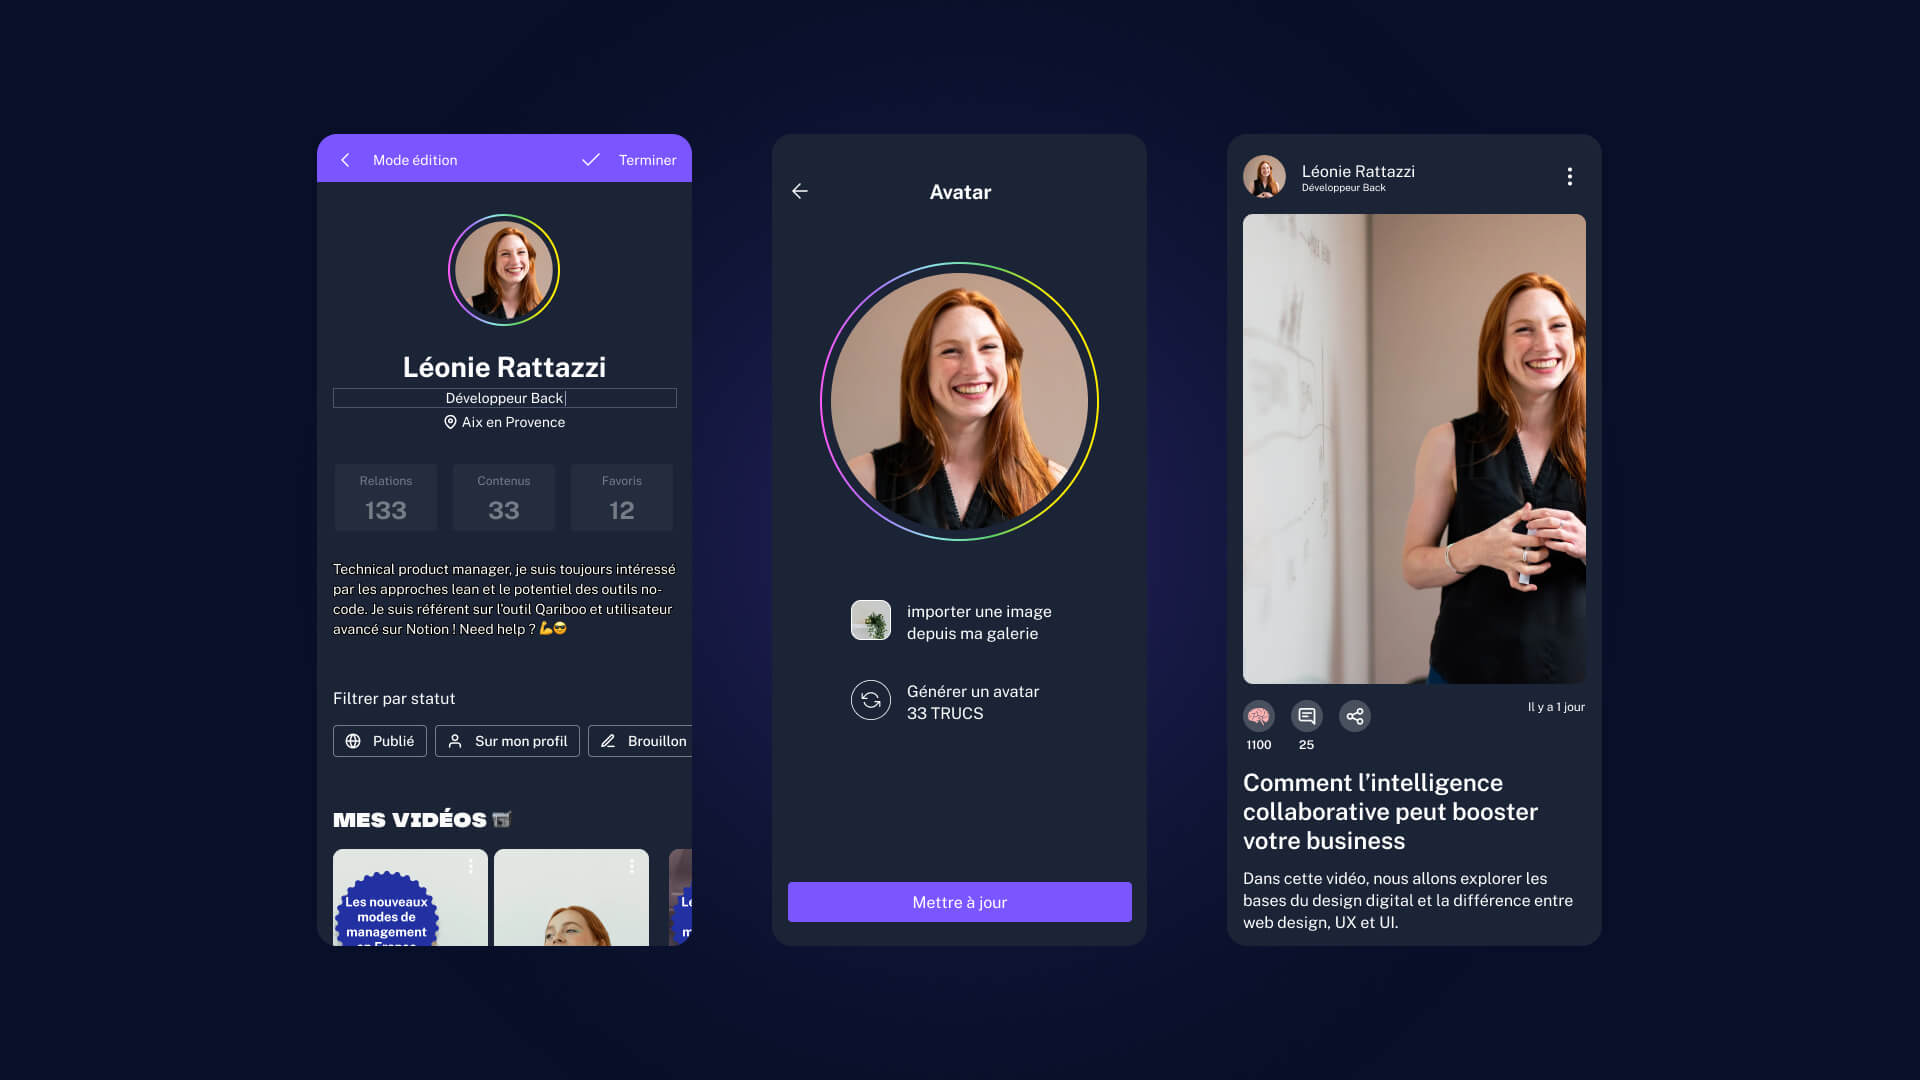 Mode édition
Terminer
Léonie Rattazzi
Développeur Back
Aix en Provence
Relations
133
Contenus
33
Favoris
12
Technical product manager, je suis toujours intéressé
par les approches lean et le potentiel des outils no-
code. Je suis référent sur l’outil Qariboo et utilisateur
avancé sur Notion ! Need help ? 💪😎
Filtrer par statut
Publié
Sur mon profil
Brouillon
MES VIDÉOS
Les nouveaux
modes de
management
en France
Avatar
importer une image
depuis ma galerie
Générer un avatar
33 TRUCS
Mettre à jour
Léonie Rattazzi
Développeur Back
Il y a 1 jour
1100
25
Comment l’intelligence
collaborative peut booster
votre business
Dans cette vidéo, nous allons explorer les
bases du design digital et la différence entre
web design, UX et UI.